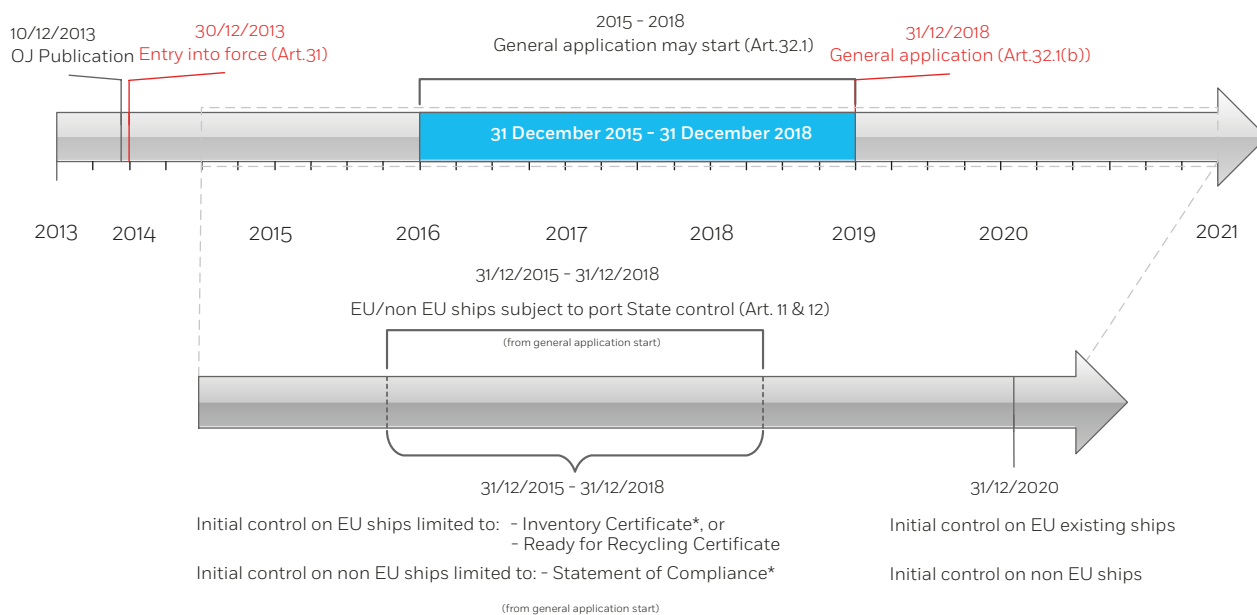 10/12/2013
OJ Publication
30/12/2013
Entry into force (Art.31)
2015 - 2018
General application may start (Art.32.1)
31/12/2018
General application (Art.32.1(b))
31 December 2015 - 31 December 2018
2013 2014 2015 2016 2017 2018 2019 2020 2021
31/12/2015 - 31/12/2018
EU/non EU ships subject to port State control (Art. 11 & 12)
(from general application start)
31/12/2015 - 31/12/2018
31/12/2020
Initial control on EU ships limited to: - Inventory Certificate*, or
- Ready for Recycling Certificate
Initial control on EU existing ships
Initial control on non EU ships limited to: - Statement of Compliance*
Initial control on non EU ships
(from general application start)